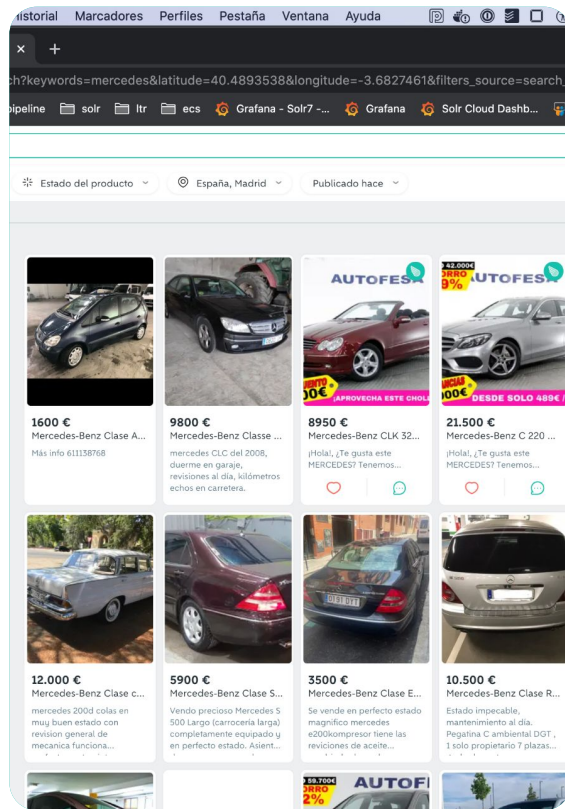 Historial Marcadores Perfiles Pestaña Ventana Ayuda
ch?keywords=mercedes&latitude=40.4893538&longitude=-3.6827461&filters_source=search_
pipeline solr ltr ecs Grafana - Solr7 -... Grafana Solr Cloud Dashb...
Estado del producto España, Madrid Publicado hace
AUTOFESA
¡APROVECHA ESTE CHOLL
42.000€
9%
AUTOFESA
DESDE SOLO 489€ /
1600 €
Mercedes-Benz Clase A...
Más info 611138768
9800 €
Mercedes-Benz Classe ...
mercedes CLC del 2008,
duerme en garaje,
revisiones al día, kilómetros
echos en carretera.
8950 €
Mercedes-Benz CLK 32...
¡Hola!, ¿Te gusta este
MERCEDES? Tenemos...
21.500 €
Mercedes-Benz C 220 ...
¡Hola!, ¿Te gusta este
MERCEDES? Tenemos...
12.000 €
Mercedes-Benz Clase c...
mercedes 200d colas en
muy buen estado con
revision general de
mecanica funciona...
5900 €
Mercedes-Benz Clase S...
Vendo precioso Mercedes S
500 Largo (carrocería larga)
completamente equipado y
en perfecto estado. Asient...
3500 €
Mercedes-Benz Clase E...
Se vende en perfecto estado
magnifico mercedes
e200kompresor tiene las
reviciones de aceite...
10.500 €
Mercedes-Benz Clase R...
Estado impecable,
mantenimiento al día.
Pegatina C ambiental DGT ,
1 solo propietario 7 plazas...
59.700€
2%
AUTOFE